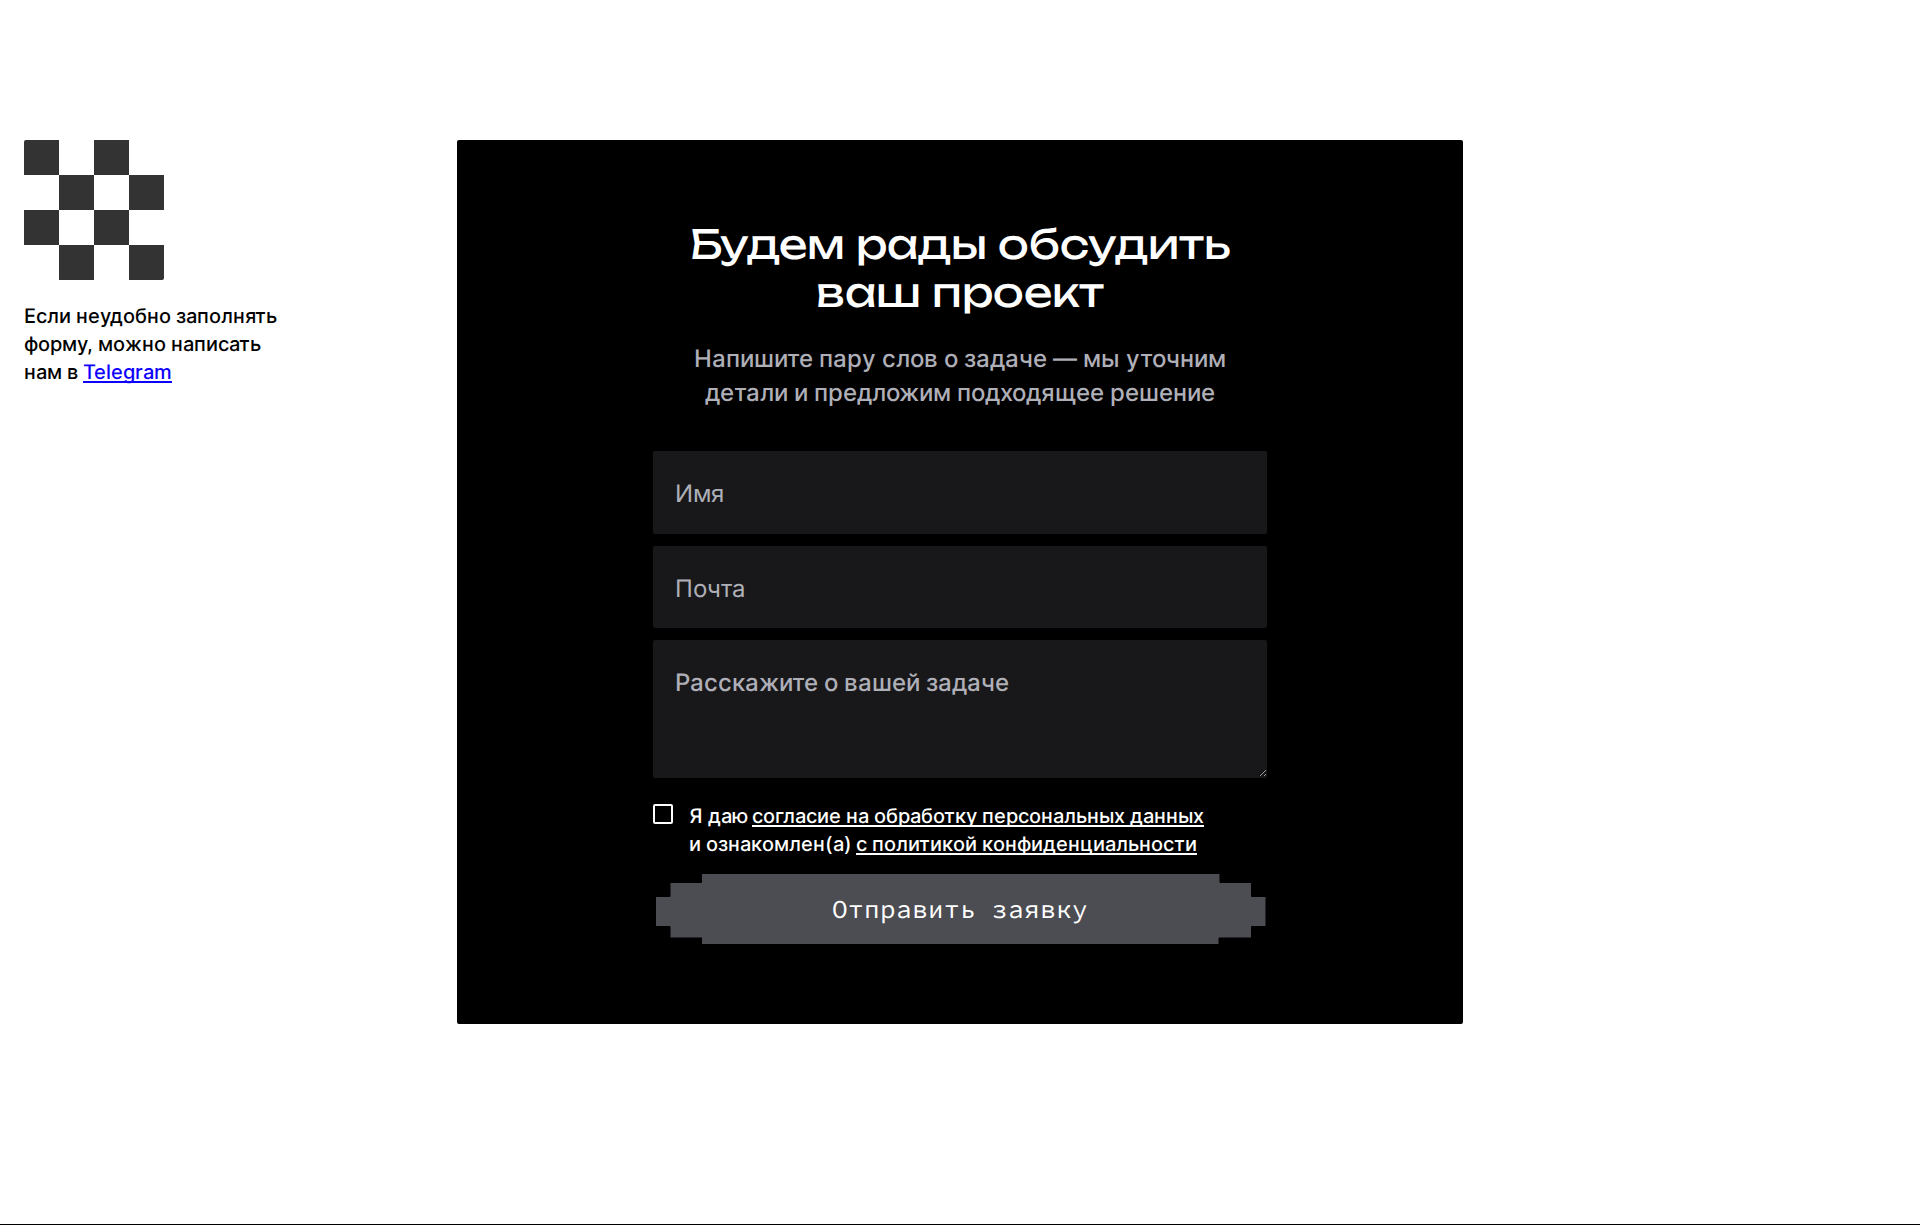 Если неудобно заполнять
форму, можно написать
нам в Telegram
Будем рады обсудить
ваш проект
Напишите пару слов о задаче — мы уточним
детали и предложим подходящее решение
Имя
Почта
Расскажите о вашей задаче
Я даю согласие на обработку персональных данных
и ознакомлен(а) с политикой конфиденциальности
Отправить заявку